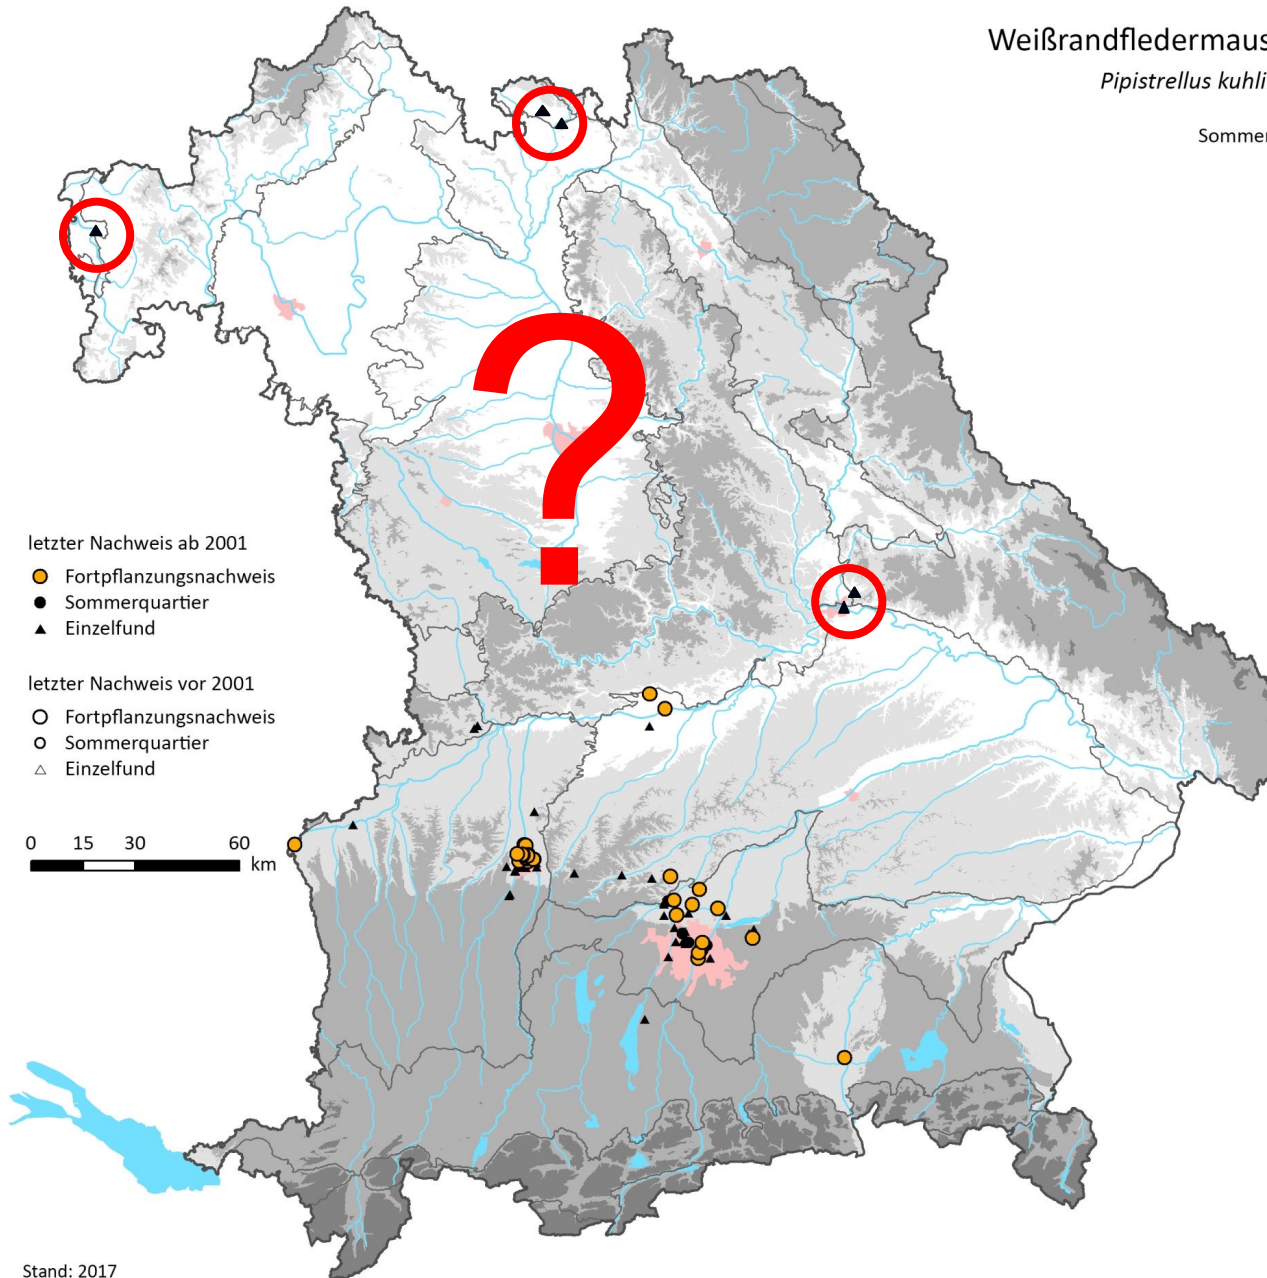 Weißrandfledermaus
Pipistrellus kuhli
Sommer
?
letzter Nachweis ab 2001
Fortpflanzungsnachweis
Sommerquartier
Einzelfund
letzter Nachweis vor 2001
Fortpflanzungsnachweis
Sommerquartier
Einzelfund
0 15 30 60
km
Stand: 2017